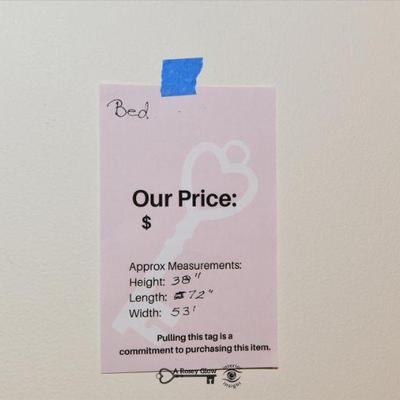 Bed.
Our Price:
$
Approx Measurements:
Height: 38"
Length: 72"
Width: 53'
Pulling this tag is a
commitment to purchasing this item.
A Rosey Glow
insight